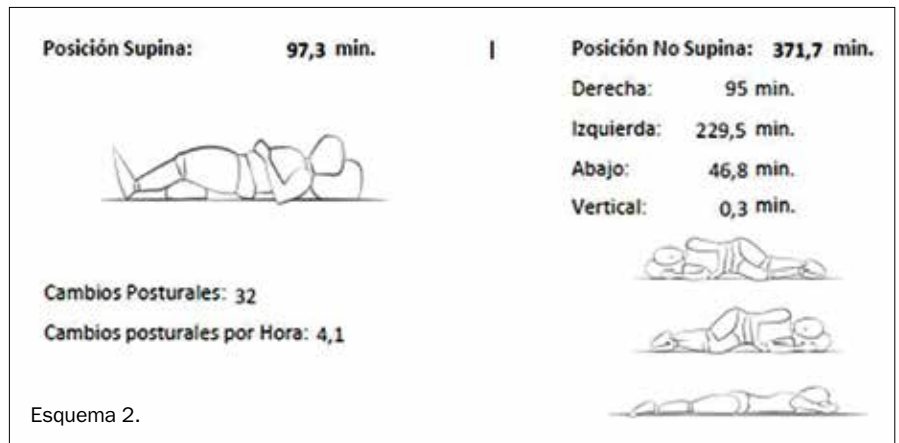 Posición Supina: 97,3 min. | Posición No Supina: 371,7 min.
Derecha: 95 min.
Izquierda: 229,5 min.
Abajo: 46,8 min.
Vertical: 0,3 min.
Cambios Posturales: 32
Cambios posturales por Hora: 4,1
Esquema 2.